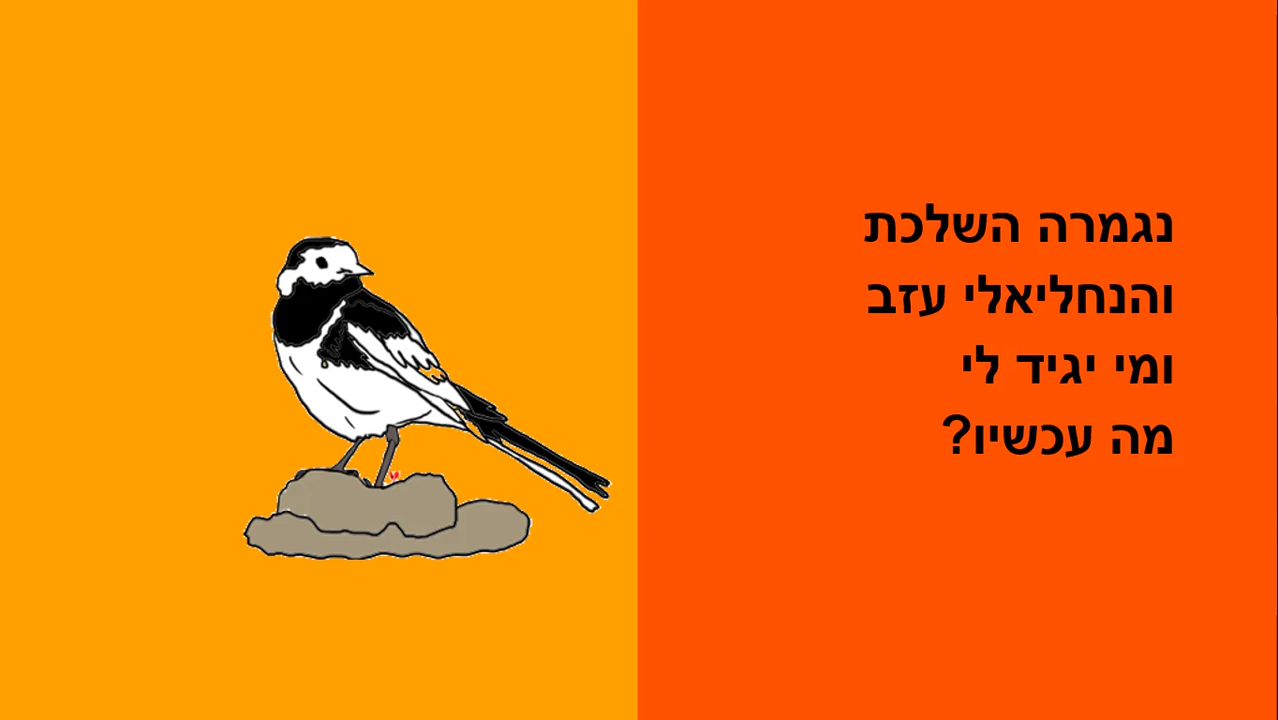 נגמרה השלכת
והנחליאלי עזב
ומי יגיד לי
מה עכשיו?